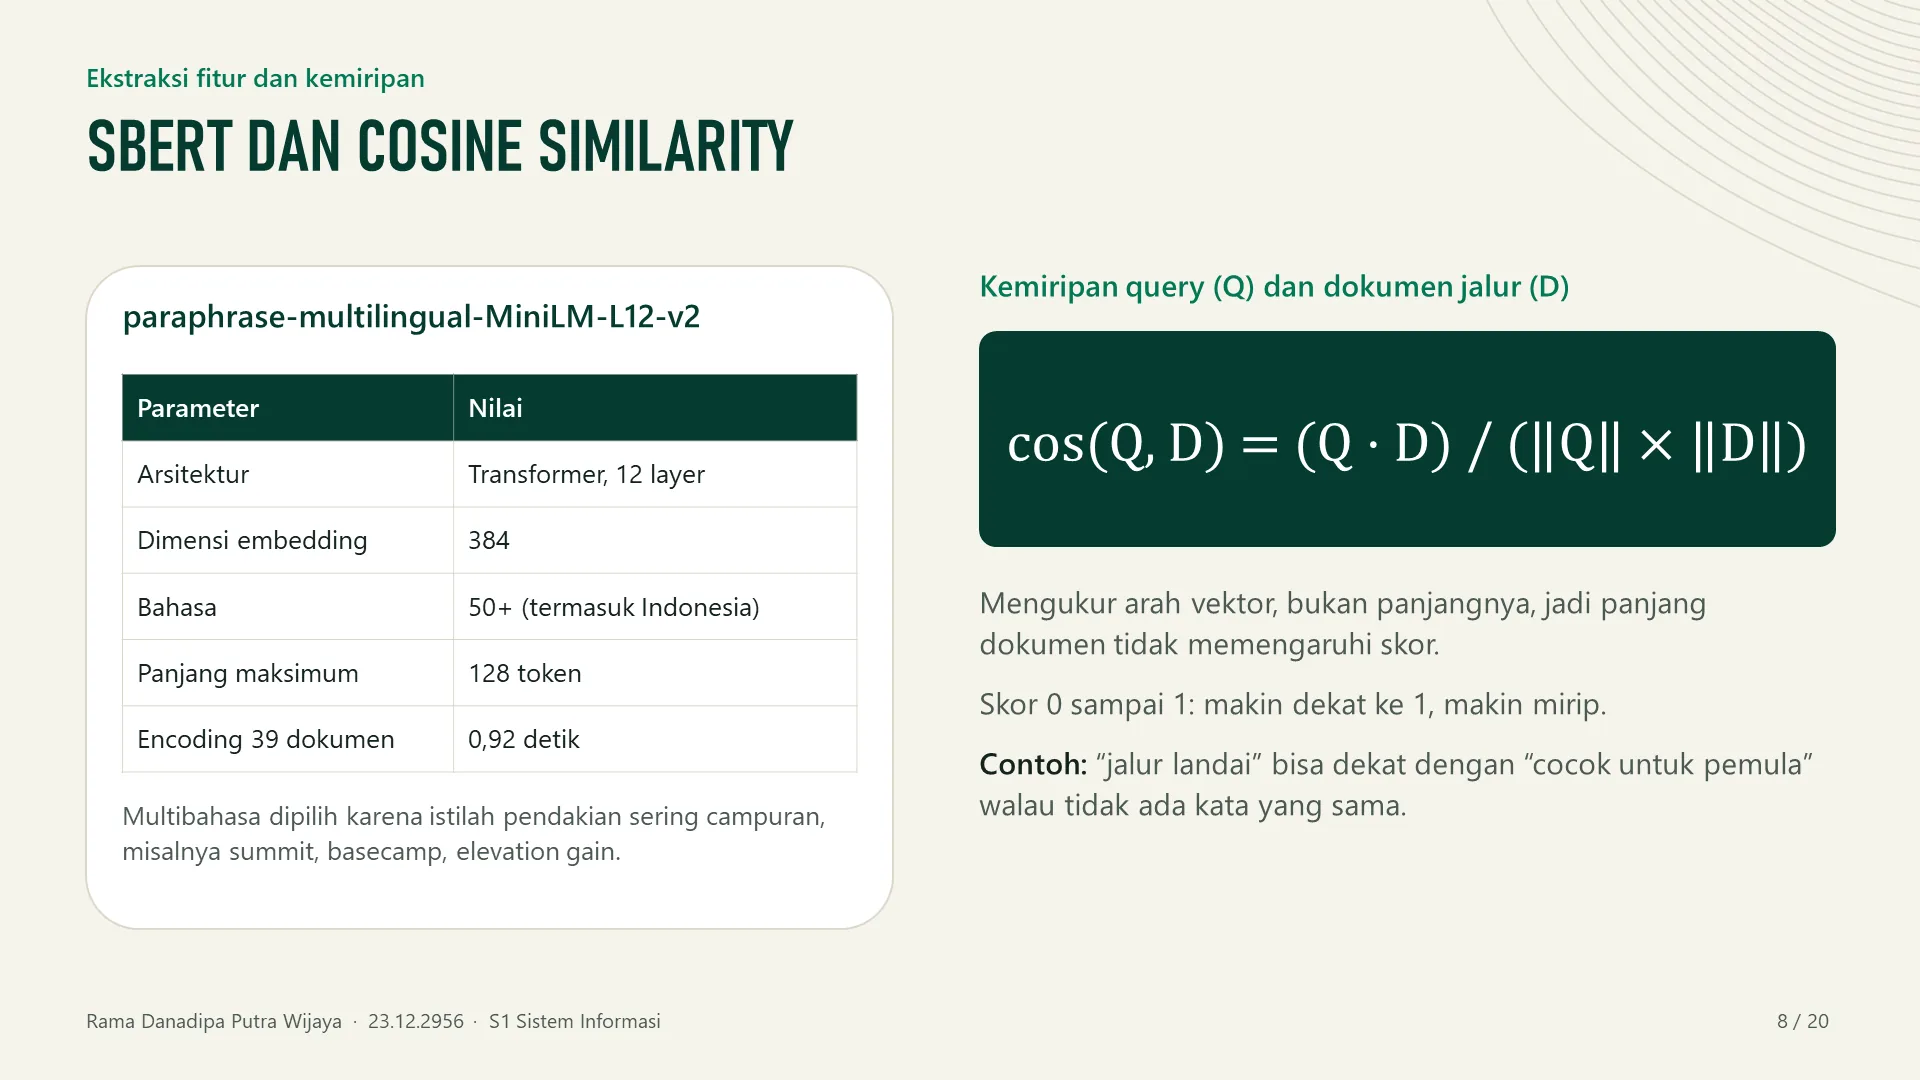 Ekstraksi fitur dan kemiripan
SBERT DAN COSINE SIMILARITY
paraphrase-multilingual-MiniLM-L12-v2
Parameter Nilai
Arsitektur Transformer, 12 layer
Dimensi embedding 384
Bahasa 50+ (termasuk Indonesia)
Panjang maksimum 128 token
Encoding 39 dokumen 0,92 detik
Multibahasa dipilih karena istilah pendakian sering campuran,
misalnya summit, basecamp, elevation gain.
Kemiripan query (Q) dan dokumen jalur (D)
cos(Q, D) = (Q · D) / (‖Q‖ × ‖D‖)
Mengukur arah vektor, bukan panjangnya, jadi panjang
dokumen tidak memengaruhi skor.
Skor 0 sampai 1: makin dekat ke 1, makin mirip.
Contoh: “jalur landai” bisa dekat dengan “cocok untuk pemula”
walau tidak ada kata yang sama.
Rama Danadipa Putra Wijaya · 23.12.2956 · S1 Sistem Informasi
8 / 20